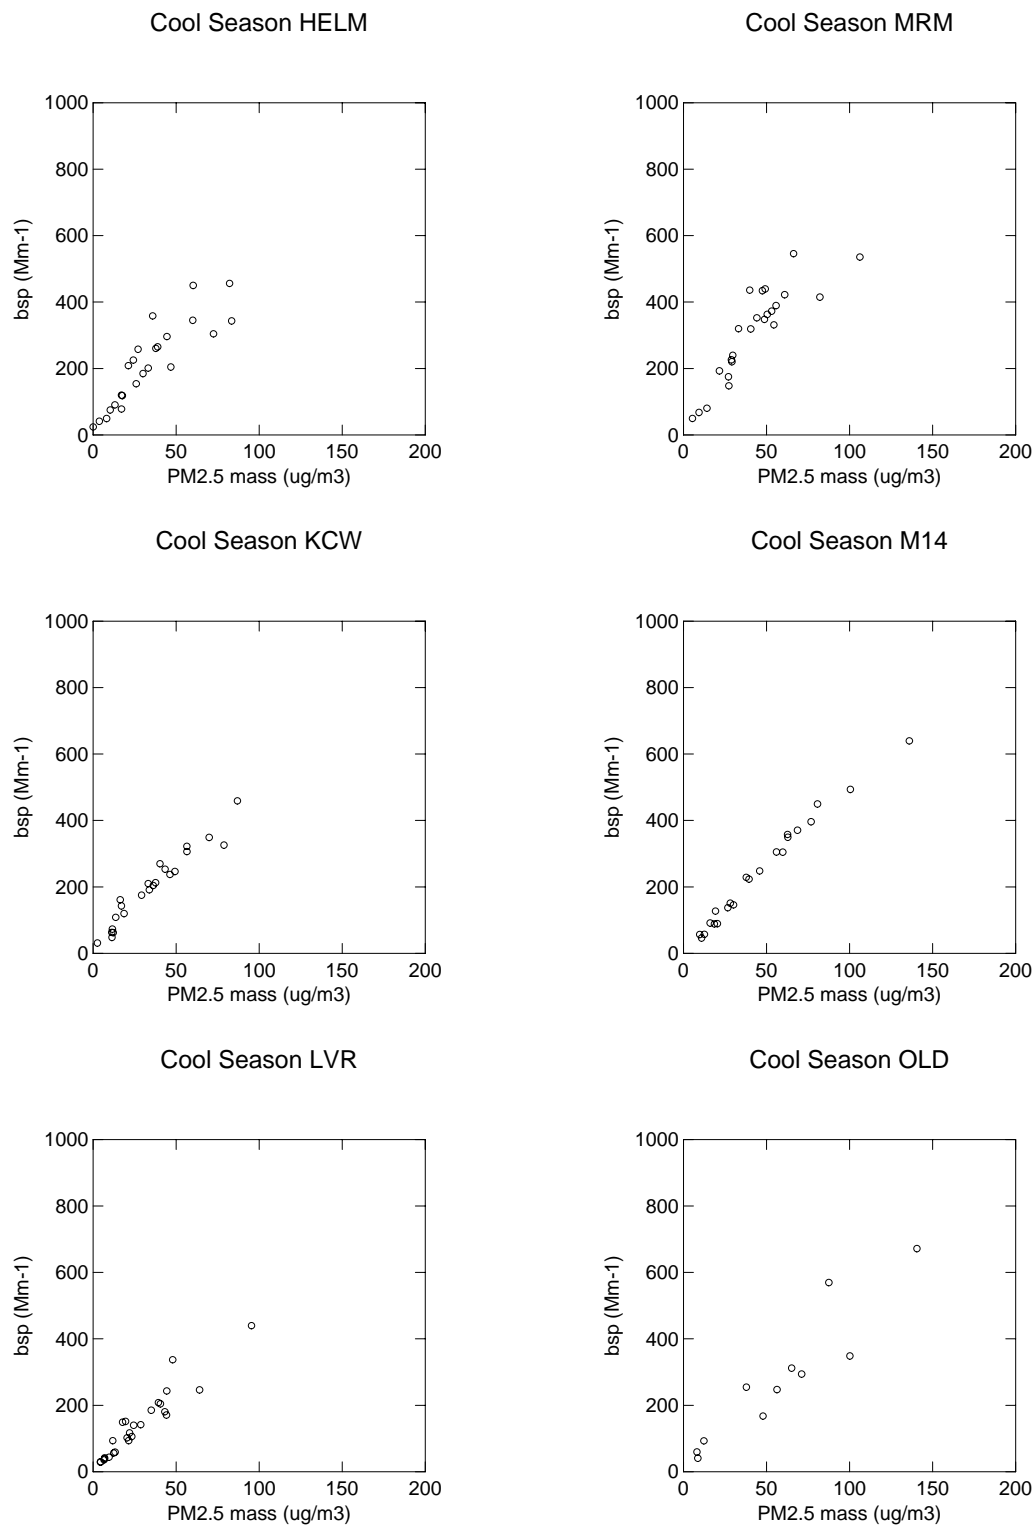 Cool Season HELM
1000
800
600
400
200
0
bsp (Mm-1)
0 50 100 150 200
PM2.5 mass (ug/m3)
Cool Season MRM
1000
800
600
400
200
0
bsp (Mm-1)
0 50 100 150 200
PM2.5 mass (ug/m3)
Cool Season KCW
1000
800
600
400
200
0
bsp (Mm-1)
0 50 100 150 200
PM2.5 mass (ug/m3)
Cool Season M14
1000
800
600
400
200
0
bsp (Mm-1)
0 50 100 150 200
PM2.5 mass (ug/m3)
Cool Season LVR
1000
800
600
400
200
0
bsp (Mm-1)
0 50 100 150 200
PM2.5 mass (ug/m3)
Cool Season OLD
1000
800
600
400
200
0
bsp (Mm-1)
0 50 100 150 200
PM2.5 mass (ug/m3)